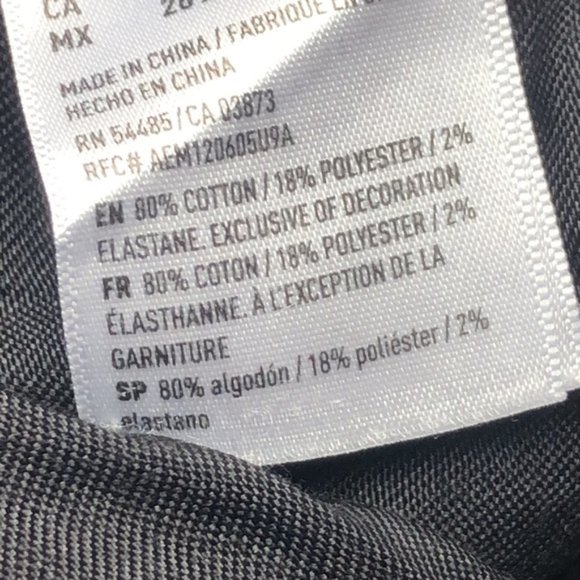 CA
MX
MADE IN CHINA / FABRIQUÉ EN
HECHO EN CHINA
RN 54485 / CA 03873
RFC# AEM120605U9A
EN 80% COTTON / 18% POLYESTER / 2%
ELASTANE. EXCLUSIVE OF DECORATION
FR 80% COTON / 18% POLYESTER / 2%
ÉLASTHANNE. À L'EXCEPTION DE LA
GARNITURE
SP 80% algodón / 18% poliéster / 2%
elastano